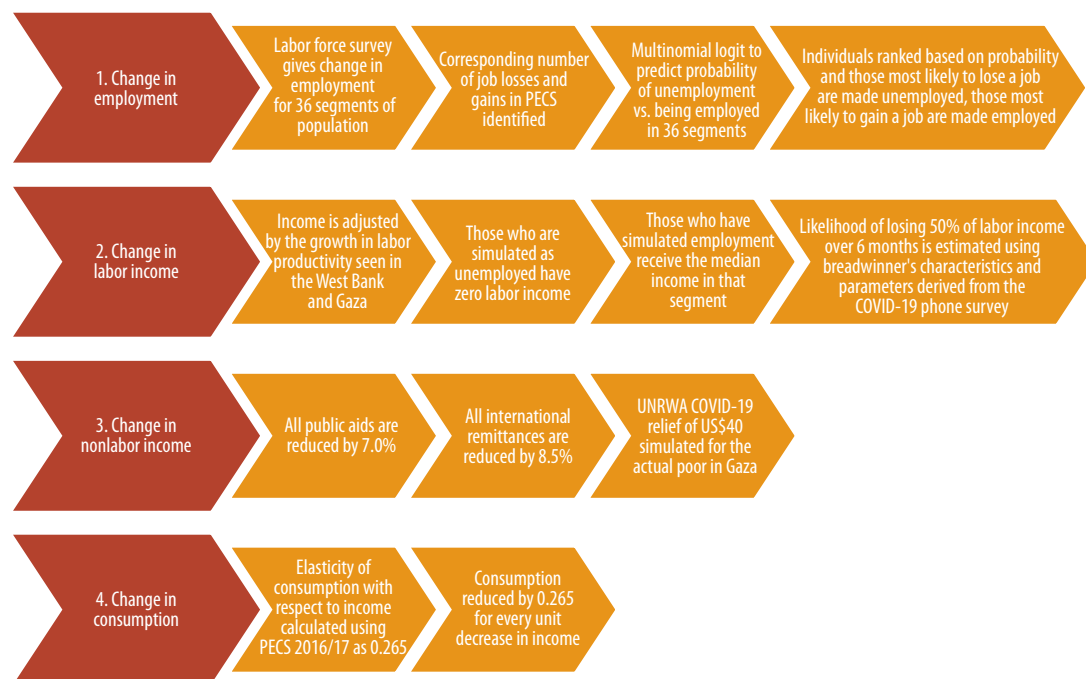 1. Change in
employment
Labor force survey
gives change in
employment
for 36 segments of
population
Corresponding number
of job losses and
gains in PECS
identified
Multinomial logit to
predict probability
of unemployment
vs. being employed
in 36 segments
Individuals ranked based on probability
and those most likely to lose a job
are made unemployed, those most
likely to gain a job are made employed
2. Change in
labor income
Income is adjusted
by the growth in labor
productivity seen in
the West Bank
and Gaza
Those who are
simulated as
unemployed have
zero labor income
Those who have
simulated employment
receive the median
income in that
segment
Likelihood of losing 50% of labor income
over 6 months is estimated using
breadwinner's characteristics and
parameters derived from the
COVID-19 phone survey
3. Change in
nonlabor income
All public aids are
reduced by 7.0%
All international
remittances are
reduced by 8.5%
UNRWA COVID-19
relief of US$40
simulated for the
actual poor in Gaza
4. Change in
consumption
Elasticity of
consumption with
respect to income
calculated using
PECS 2016/17 as 0.265
Consumption
reduced by 0.265
for every unit
decrease in income